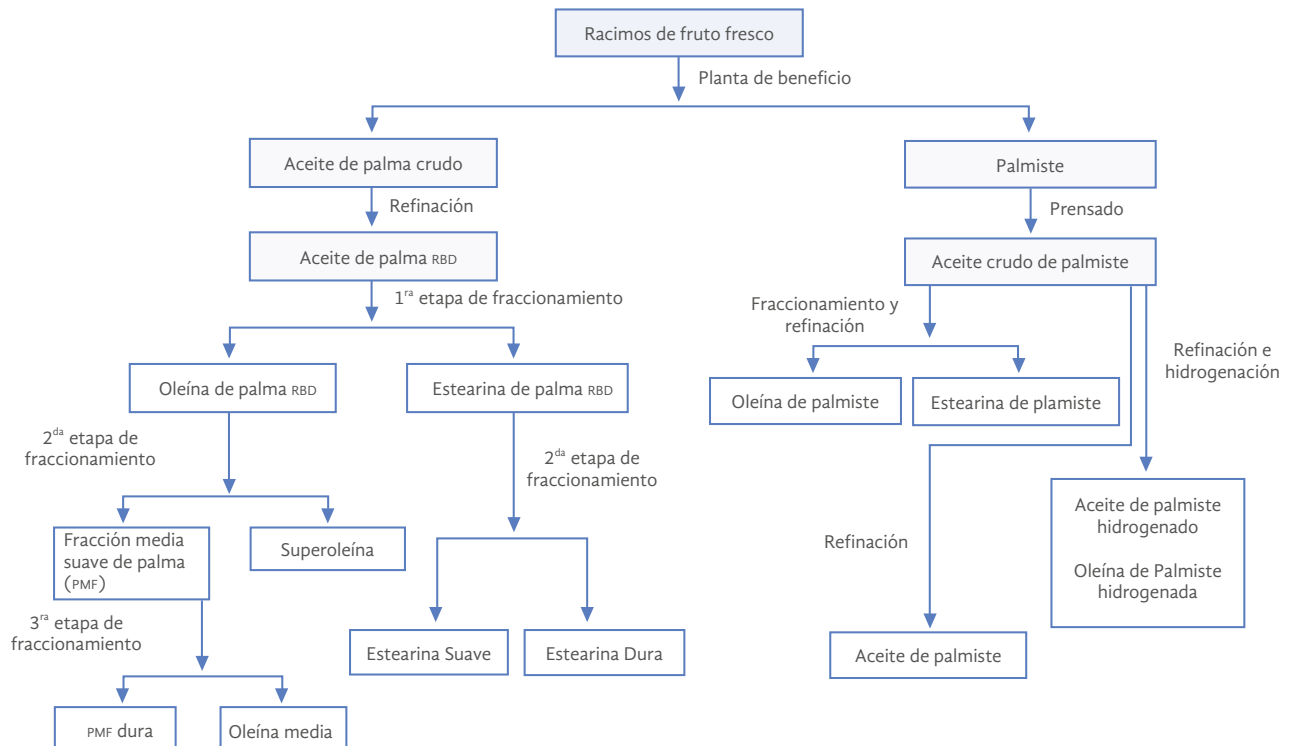 Racimos de fruto fresco
Planta de beneficio
Aceite de palma crudo
Palmiste
Refinación
Prensado
Aceite de palma RBD
Aceite crudo de palmiste
1ra etapa de fraccionamiento
Fraccionamiento y
refinación
Refinación e
hidrogenación
Oleína de palma RBD
Estearina de palma RBD
Oleína de palmiste
Estearina de plamiste
2da etapa de
fraccionamiento
2da etapa de
fraccionamiento
Fracción media
suave de palma
(PMF)
Superoleína
Refinación
Aceite de palmiste
hidrogenado
Oleína de Palmiste
hidrogenada
3ra etapa de
fraccionamiento
Estearina Suave
Estearina Dura
Aceite de palmiste
PMF dura
Oleína media